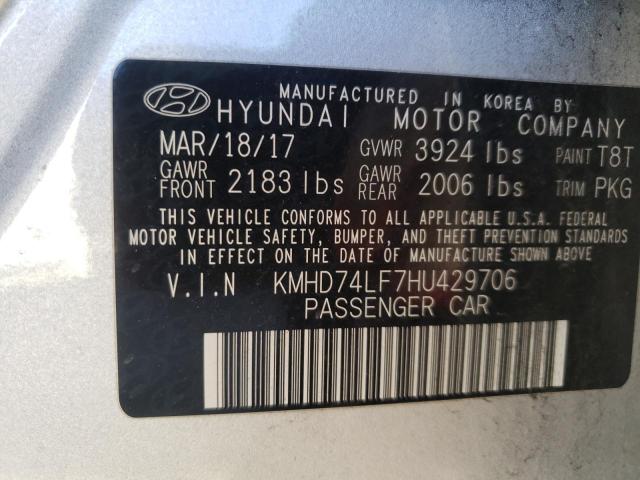 MANUFACTURED IN KOREA BY
HYUNDAI MOTOR COMPANY
MAR/18/17 GVWR 3924 lbs PAINT T8T
GAWR FRONT 2183 lbs GAWR REAR 2006 lbs TRIM PKG
THIS VEHICLE CONFORMS TO ALL APPLICABLE U.S.A. FEDERAL
MOTOR VEHICLE SAFETY, BUMPER, AND THEFT PREVENTION STANDARDS
IN EFFECT ON THE DATE OF MANUFACTURE SHOWN ABOVE
V.I.N KMHD74LF7HU429706
PASSENGER CAR